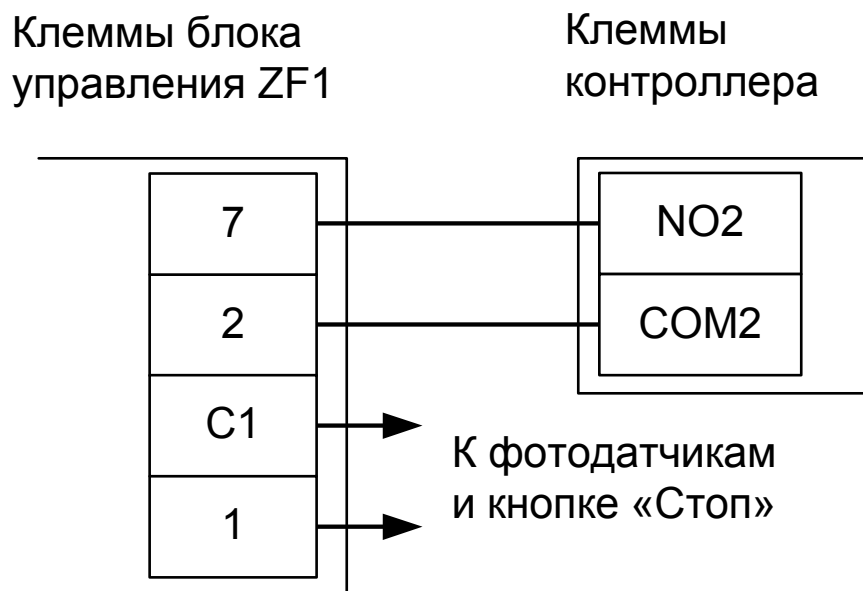 Клеммы блока
управления ZF1
Клеммы
контроллера
7
NO2
2
COM2
C1
1
К фотодатчикам
и кнопке «Стоп»